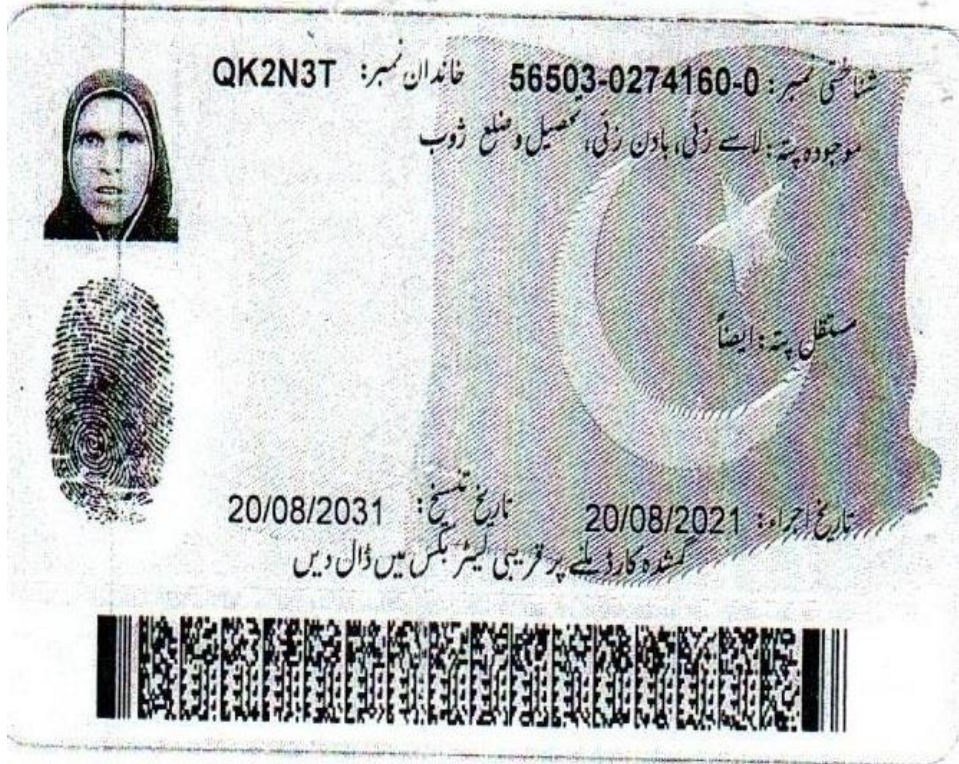 شناختی نمبر: 56503-0274160-0 خاندان نمبر: QK2N3T
موجودہ پتہ: لاسے زئی، بادن زئی، تحصیل و ضلع ژوب
مستقل پتہ: ایضاً
تاریخ اجراء: 20/08/2021 تاریخ تنسیخ: 20/08/2031
گمشدہ کارڈ ملنے پر قریبی لیٹر بکس میں ڈال دیں